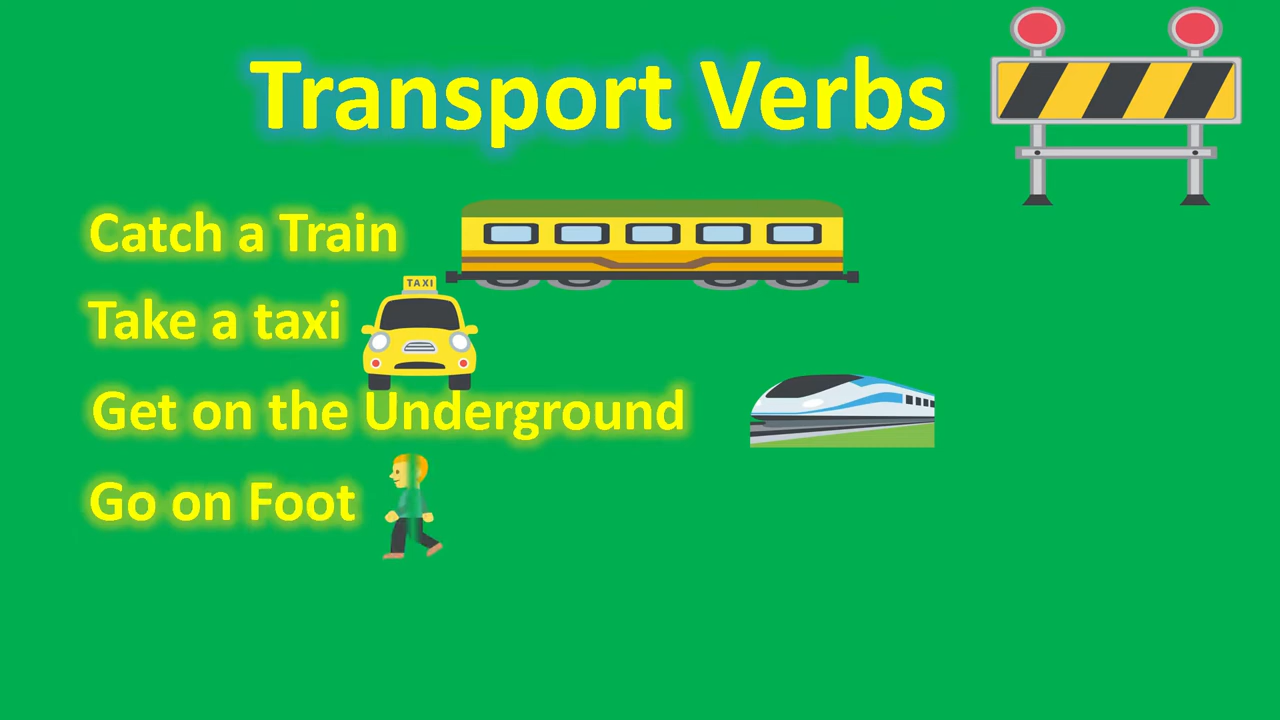 Transport Verbs
Catch a Train
TAXI
Take a taxi
Get on the Underground
Go on Foot